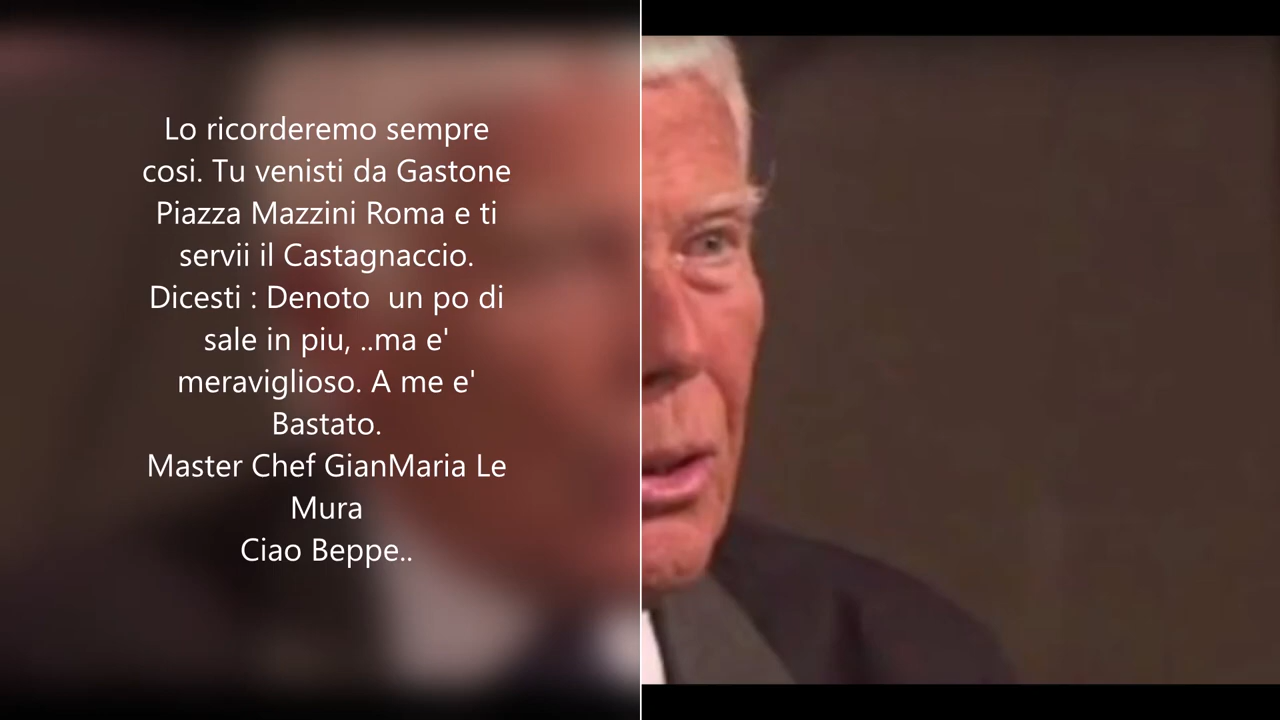 Lo ricorderemo sempre
cosi. Tu venisti da Gastone
Piazza Mazzini Roma e ti
servii il Castagnaccio.
Dicesti : Denoto  un po di
sale in piu, ..ma e'
meraviglioso. A me e'
Bastato.
Master Chef GianMaria Le
Mura
Ciao Beppe..